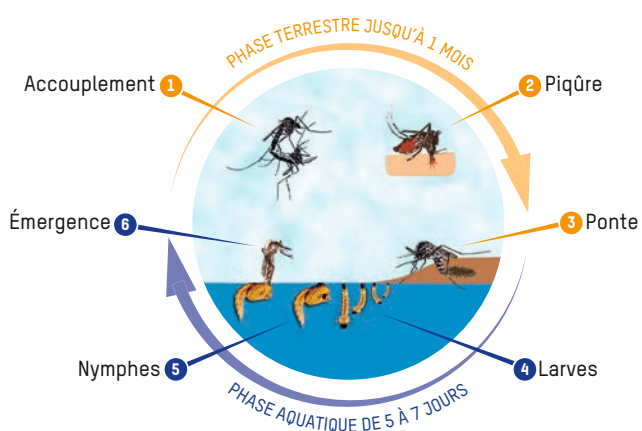 PHASE TERRESTRE JUSQU'À 1 MOIS
Accouplement 1
2 Piqûre
Émergence 6
3 Ponte
Nymphes 5
4 Larves
PHASE AQUATIQUE DE 5 À 7 JOURS